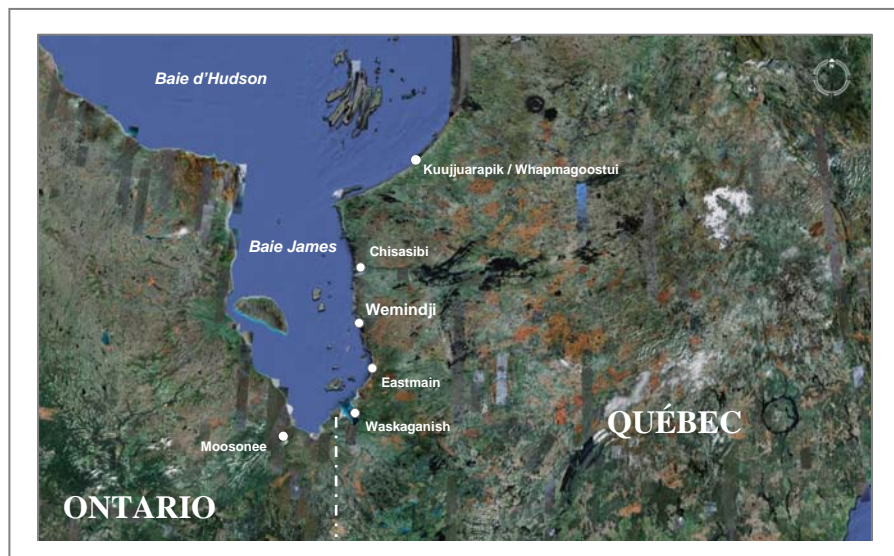 Baie d'Hudson
Kuujjuarapik / Whapmagoostui
Baie James
Chisasibi
Wemindji
Eastmain
Waskaganish
QUÉBEC
Moosonee
ONTARIO